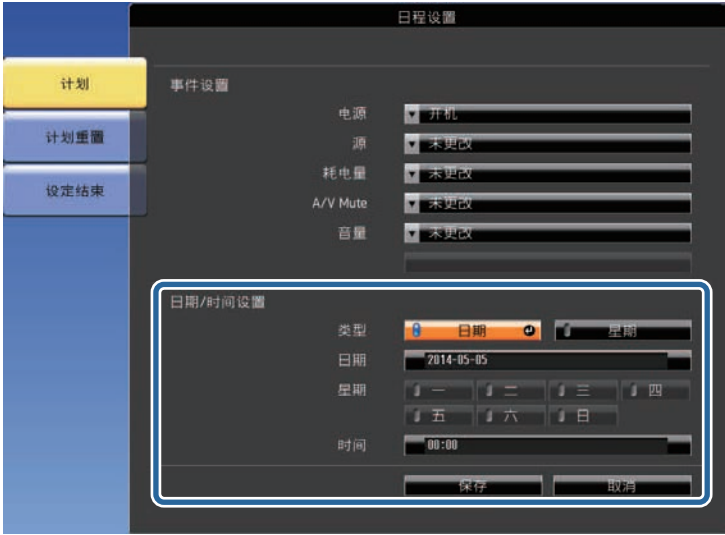 日程设置
计划
计划重置
设定结束
事件设置
电源 开机
源 未更改
耗电量 未更改
A/V Mute 未更改
音量 未更改
日期/时间设置
类型 日期 星期
日期 2014-05-05
星期 一 二 三 四
五 六 日
时间 00:00
保存 取消